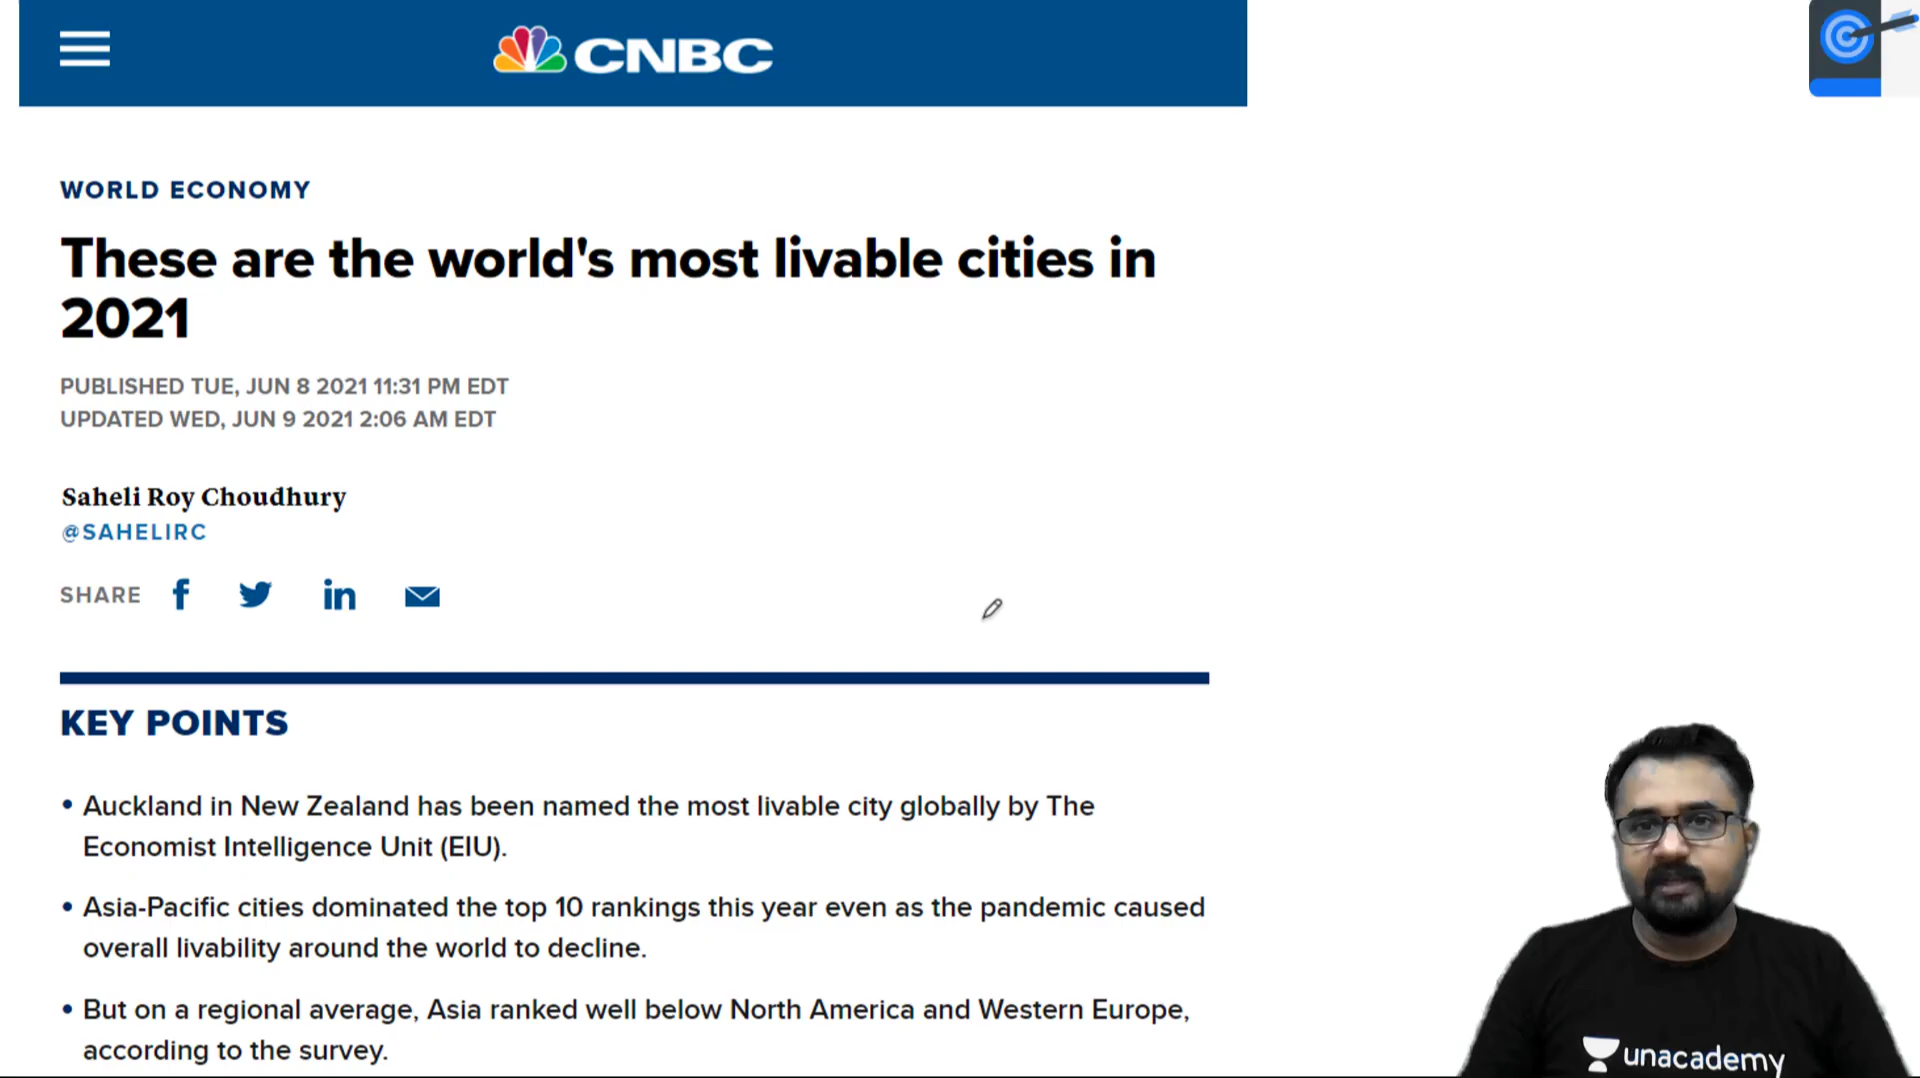 CNBC
WORLD ECONOMY
These are the world's most livable cities in
2021
PUBLISHED TUE, JUN 8 2021 11:31 PM EDT
UPDATED WED, JUN 9 2021 2:06 AM EDT
Saheli Roy Choudhury
@SAHELIRC
SHARE
KEY POINTS
• Auckland in New Zealand has been named the most livable city globally by The
Economist Intelligence Unit (EIU).
• Asia-Pacific cities dominated the top 10 rankings this year even as the pandemic caused
overall livability around the world to decline.
• But on a regional average, Asia ranked well below North America and Western Europe,
according to the survey.
unacademy